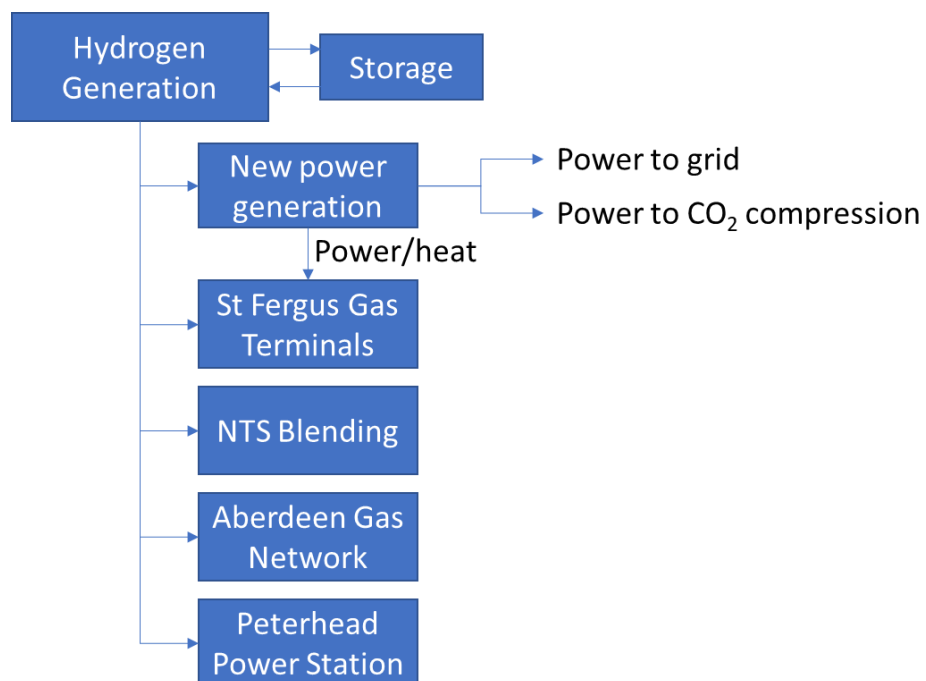 Hydrogen
Generation
Storage
New power
generation
Power to grid
Power to CO₂ compression
Power/heat
St Fergus Gas
Terminals
NTS Blending
Aberdeen Gas
Network
Peterhead
Power Station